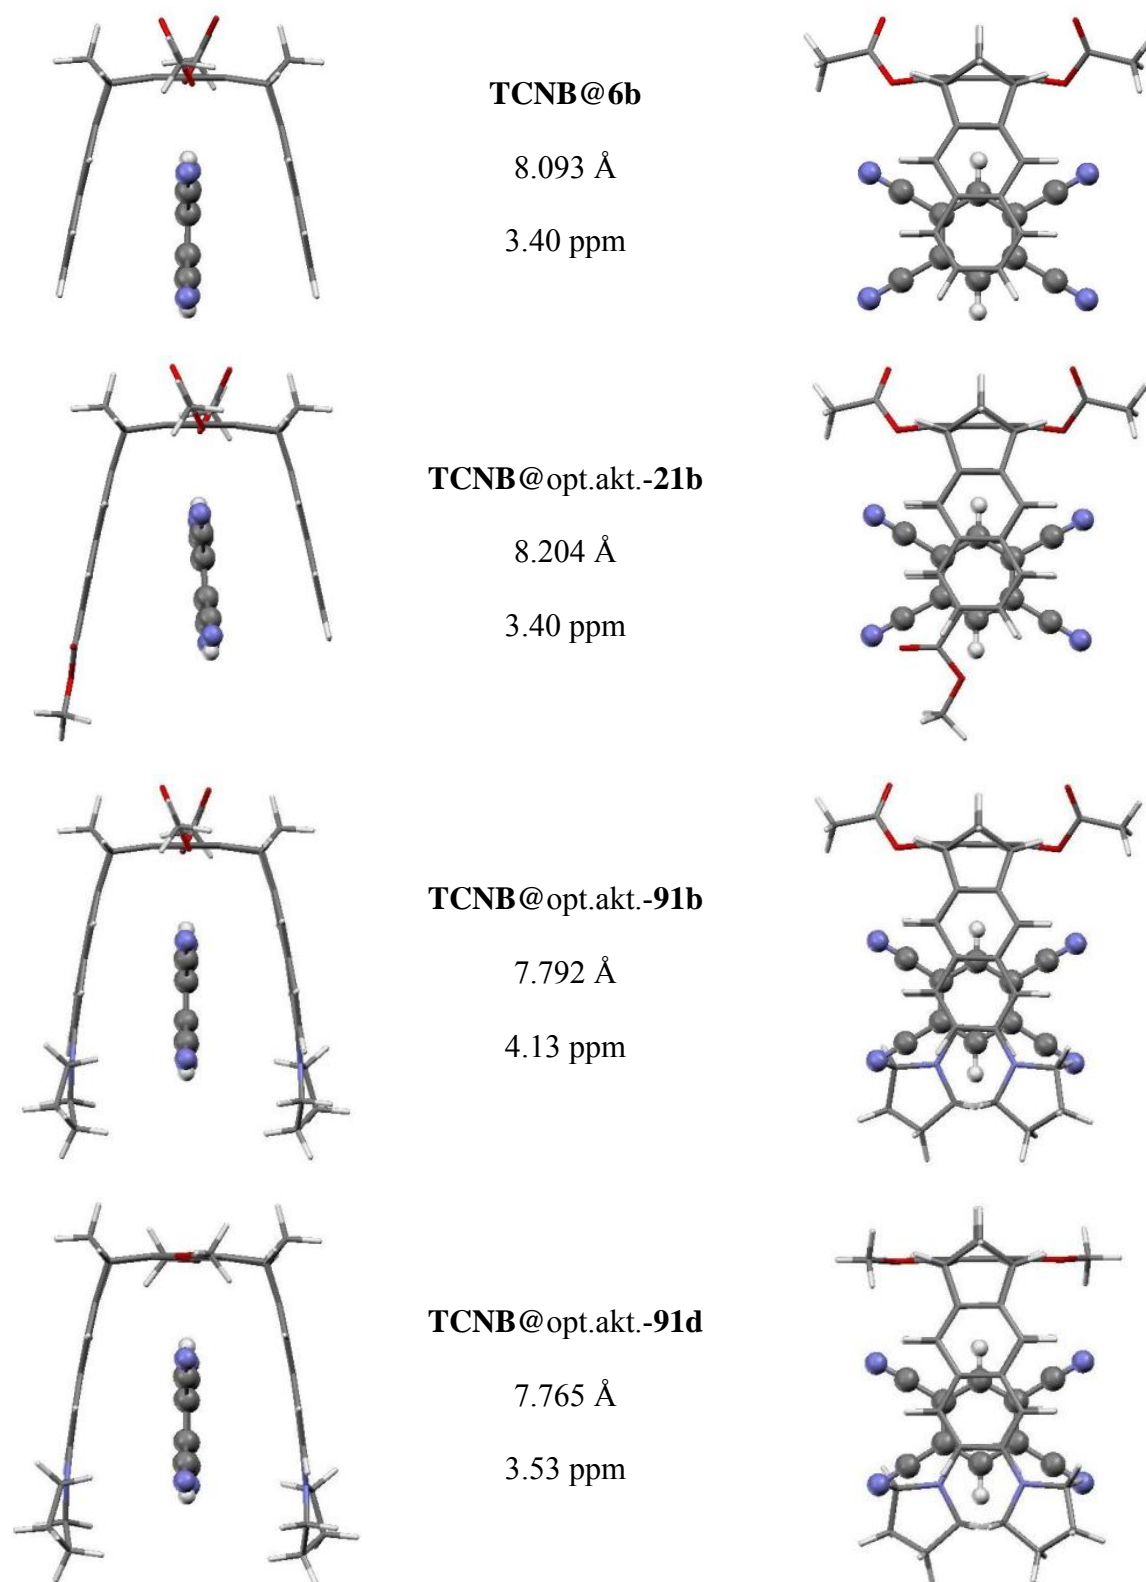 TCNB@6b
8.093 Å
3.40 ppm
TCNB@opt.akt.-21b
8.204 Å
3.40 ppm
TCNB@opt.akt.-91b
7.792 Å
4.13 ppm
TCNB@opt.akt.-91d
7.765 Å
3.53 ppm